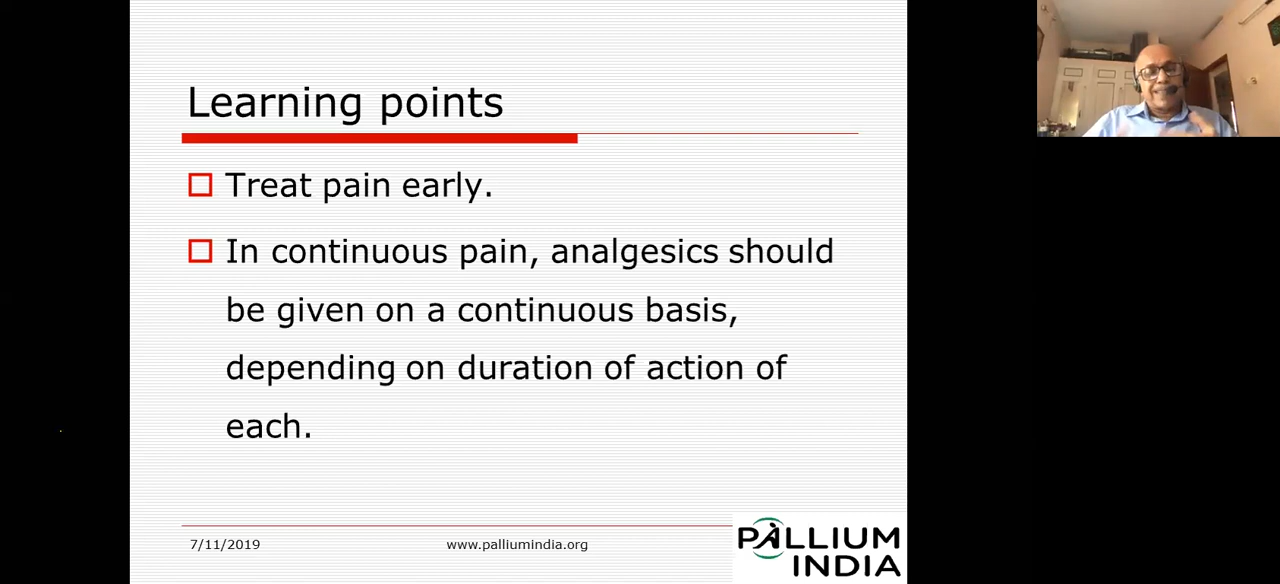 Learning points
Treat pain early.
In continuous pain, analgesics should
be given on a continuous basis,
depending on duration of action of
each.
7/11/2019
www.palliumindia.org
PALLIUM
INDIA